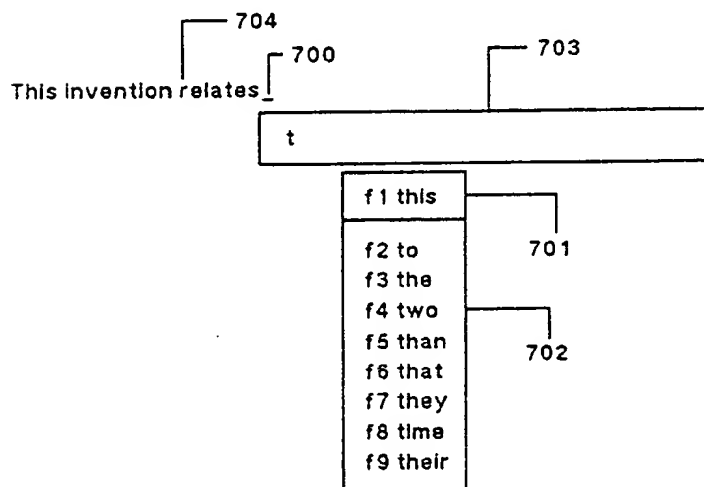 704
700
703
This invention relates_
t
f1 this
701
f2 to
f3 the
f4 two
702
f5 than
f6 that
f7 they
f8 time
f9 their